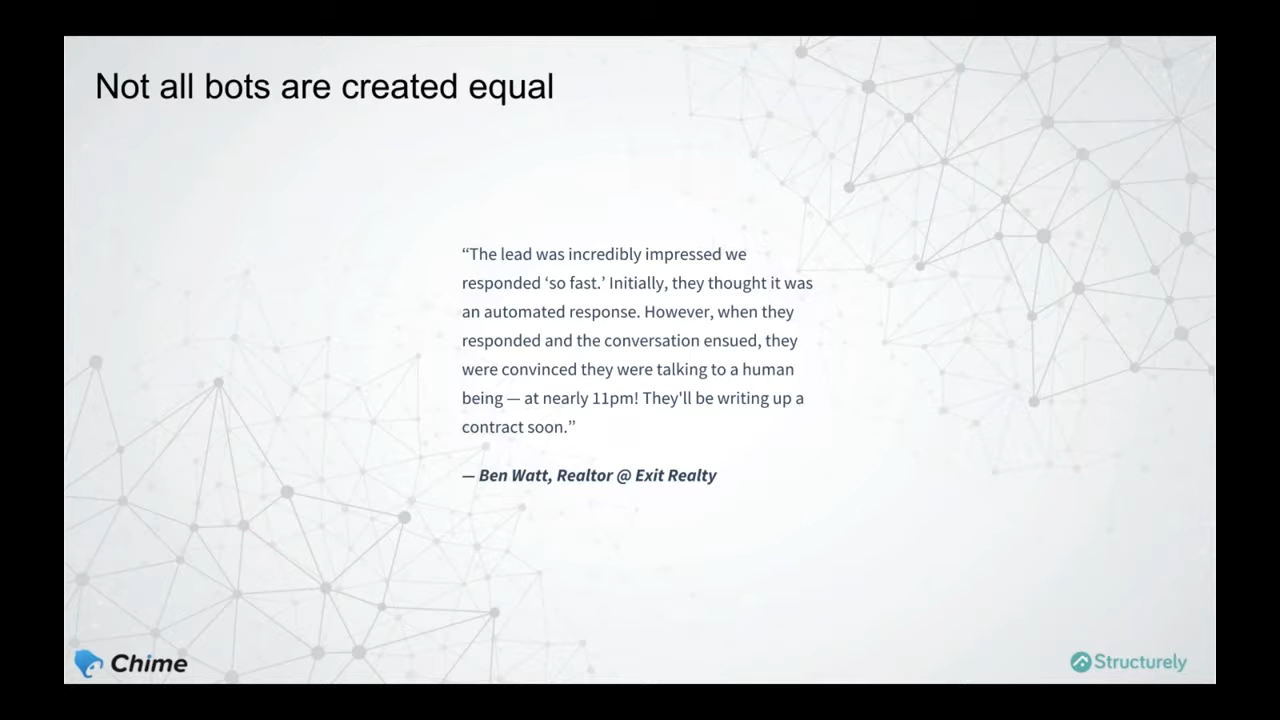 Not all bots are created equal
“The lead was incredibly impressed we
responded ‘so fast.’ Initially, they thought it was
an automated response. However, when they
responded and the conversation ensued, they
were convinced they were talking to a human
being — at nearly 11pm! They'll be writing up a
contract soon.”
— Ben Watt, Realtor @ Exit Realty
Chime
Structurely